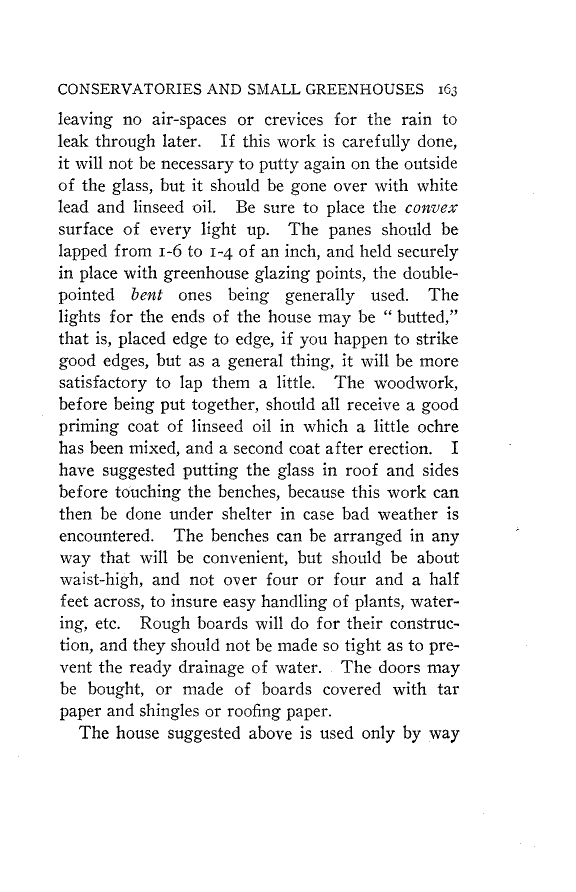 CONSERVATORIES AND SMALL GREENHOUSES 163
leaving no air-spaces or crevices for the rain to
leak through later. If this work is carefully done,
it will not be necessary to putty again on the outside
of the glass, but it should be gone over with white
lead and linseed oil. Be sure to place the convex
surface of every light up. The panes should be
lapped from 1-6 to 1-4 of an inch, and held securely
in place with greenhouse glazing points, the double-
pointed bent ones being generally used. The
lights for the ends of the house may be “ butted,”
that is, placed edge to edge, if you happen to strike
good edges, but as a general thing, it will be more
satisfactory to lap them a little. The woodwork,
before being put together, should all receive a good
priming coat of linseed oil in which a little ochre
has been mixed, and a second coat after erection. I
have suggested putting the glass in roof and sides
before touching the benches, because this work can
then be done under shelter in case bad weather is
encountered. The benches can be arranged in any
way that will be convenient, but should be about
waist-high, and not over four or four and a half
feet across, to insure easy handling of plants, water-
ing, etc. Rough boards will do for their construc-
tion, and they should not be made so tight as to pre-
vent the ready drainage of water. The doors may
be bought, or made of boards covered with tar
paper and shingles or roofing paper.
The house suggested above is used only by way